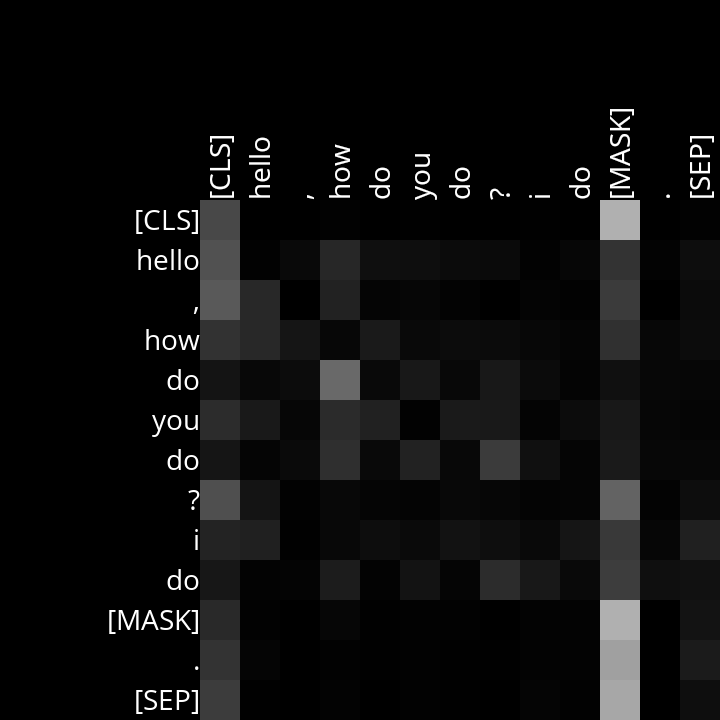 [CLS] hello , how do you do ? i do [MASK] . [SEP]
[CLS]
hello
,
how
do
you
do
?
i
do
[MASK]
.
[SEP]